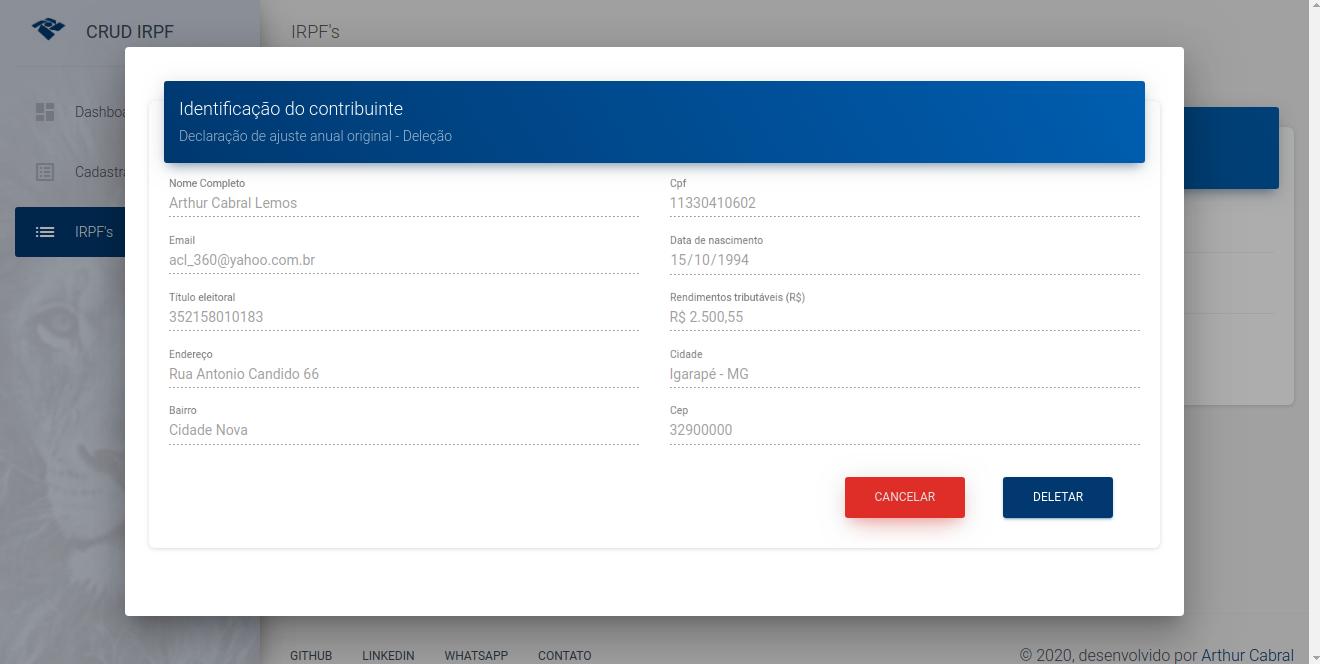 CRUD IRPF
IRPF's
Identificação do contribuinte
Declaração de ajuste anual original - Deleção
IRPF's
Nome Completo
Arthur Cabral Lemos
Cpf
11330410602
Email
acl_360@yahoo.com.br
Data de nascimento
15/10/1994
Título eleitoral
352158010183
Rendimentos tributáveis (R$)
R$ 2.500,55
Endereço
Rua Antonio Candido 66
Cidade
Igarapé - MG
Bairro
Cidade Nova
Cep
32900000
CANCELAR
DELETAR
GITHUB
LINKEDIN
WHATSAPP
CONTATO
© 2020, desenvolvido por Arthur Cabral